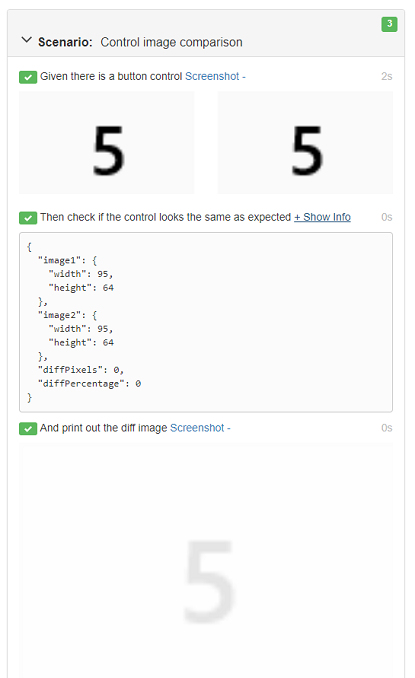 3
Scenario: Control image comparison
Given there is a button control Screenshot - 2s
5 5
Then check if the control looks the same as expected + Show Info 0s
{
"image1": {
"width": 95,
"height": 64
},
"image2": {
"width": 95,
"height": 64
},
"diffPixels": 0,
"diffPercentage": 0
}
And print out the diff image Screenshot - 0s
5